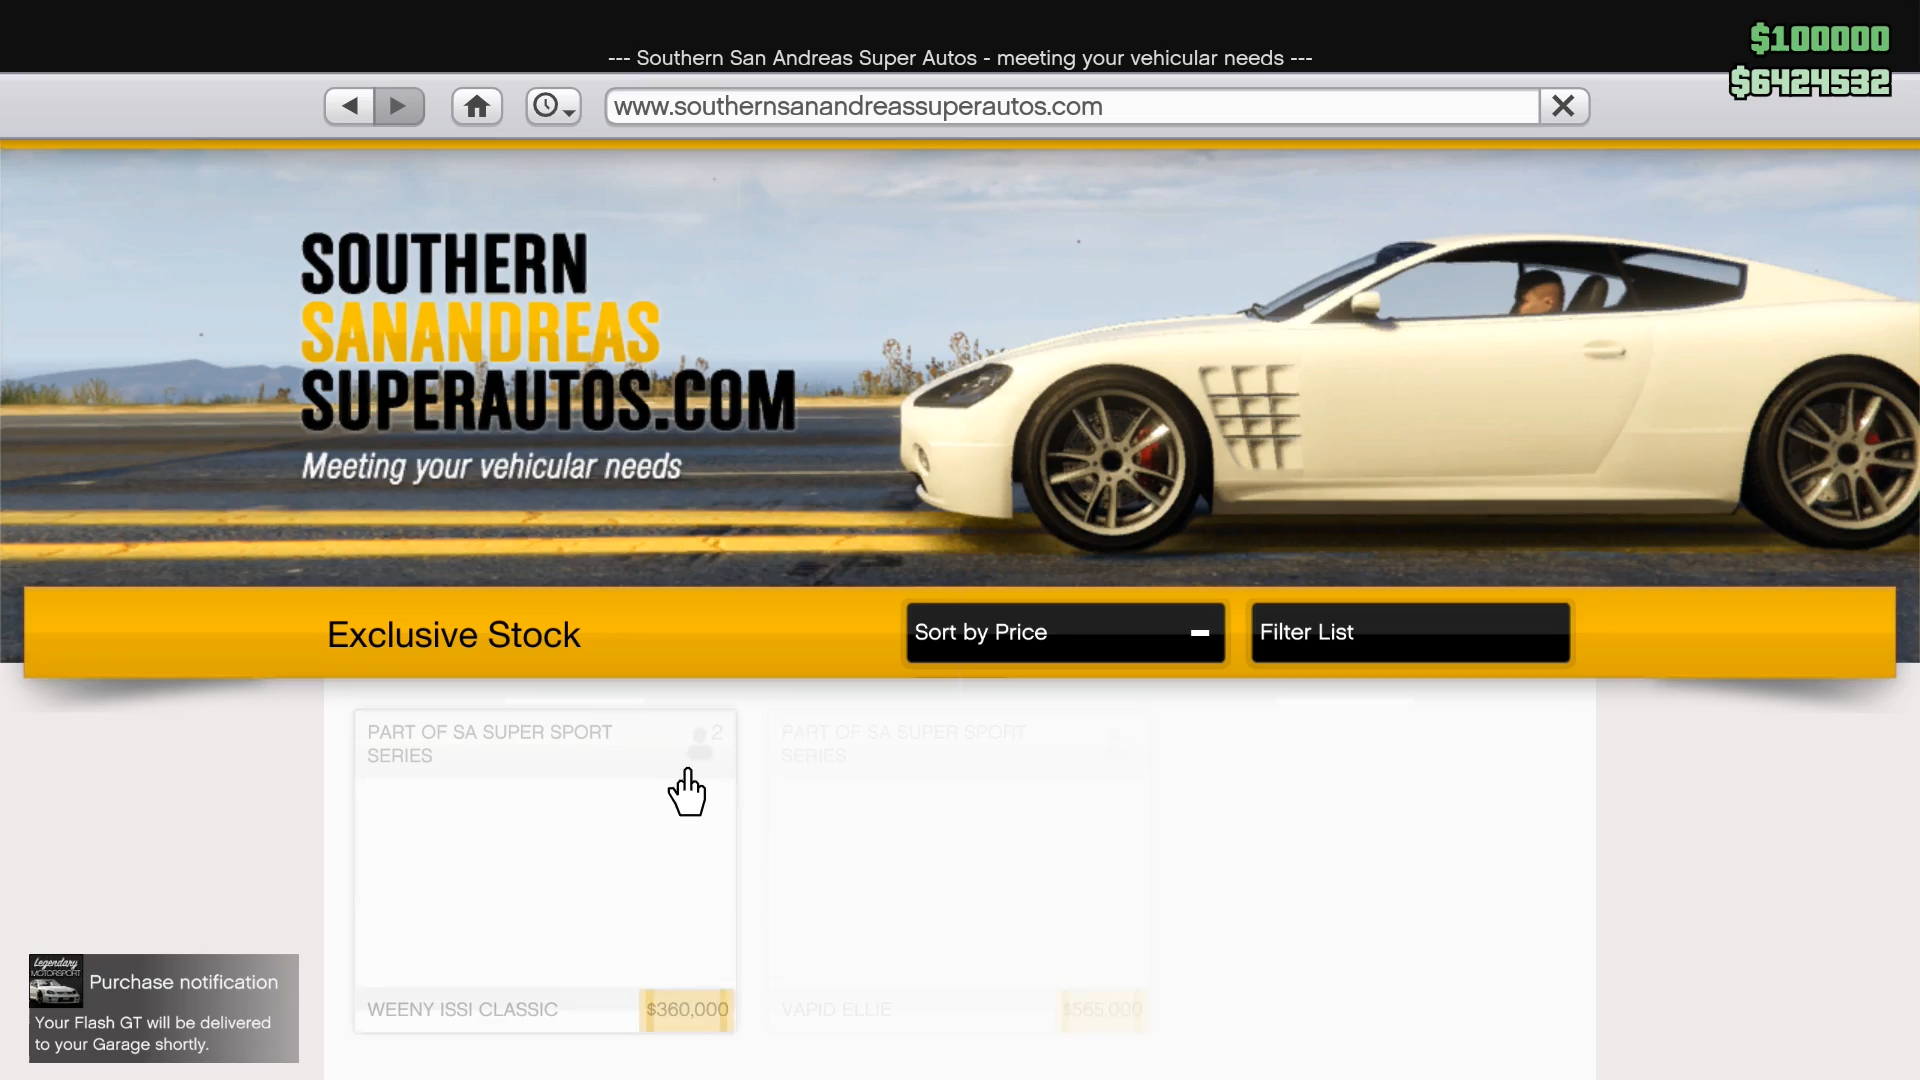 --- Southern San Andreas Super Autos - meeting your vehicular needs ---
$100000
$6424532
www.southernsanandreassuperautos.com
SOUTHERN
SANANDREAS
SUPERAUTOS.COM
Meeting your vehicular needs
Exclusive Stock
Sort by Price
Filter List
PART OF SA SUPER SPORT
SERIES
2
PART OF SA SUPER SPORT
SERIES
WEENY ISSI CLASSIC
$360,000
VAPID ELLIE
$565,000
Legendary
MOTORSPORT
Purchase notification
Your Flash GT will be delivered
to your Garage shortly.